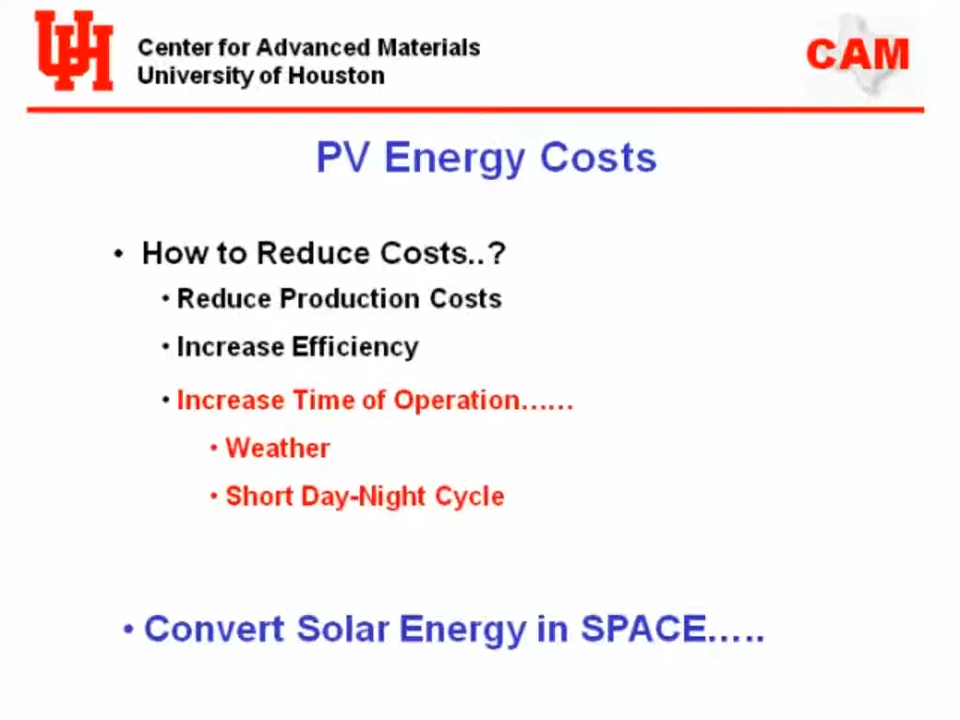 UH
Center for Advanced Materials
University of Houston
CAM
PV Energy Costs
• How to Reduce Costs..?
• Reduce Production Costs
• Increase Efficiency
• Increase Time of Operation......
• Weather
• Short Day-Night Cycle
• Convert Solar Energy in SPACE.....